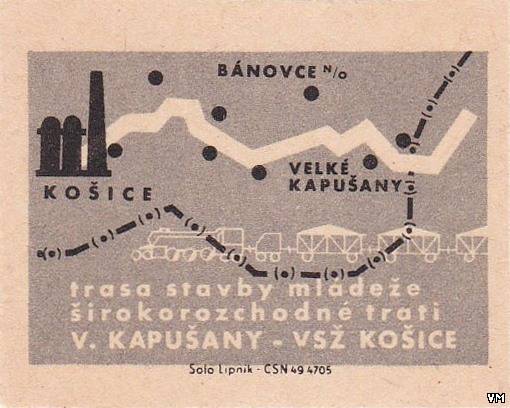 BÁNOVCE N/O
KOŠICE
VELKÉ
KAPUŠANY
trasa stavby mládeže
širokorozchodné trati
V. KAPUŠANY - VSŽ KOŠICE
Solo Lipník - ČSN 49 4705
VM